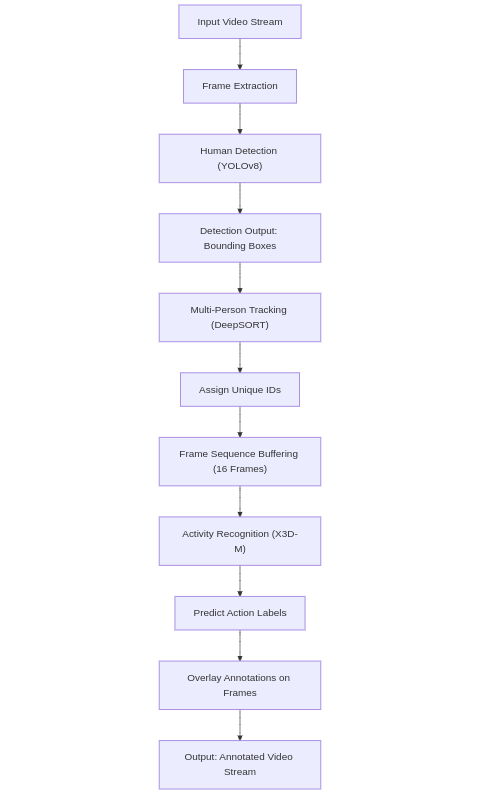 Input Video Stream
Frame Extraction
Human Detection
(YOLOv8)
Detection Output:
Bounding Boxes
Multi-Person Tracking
(DeepSORT)
Assign Unique IDs
Frame Sequence Buffering
(16 Frames)
Activity Recognition (X3D-
M)
Predict Action Labels
Overlay Annotations on
Frames
Output: Annotated Video
Stream